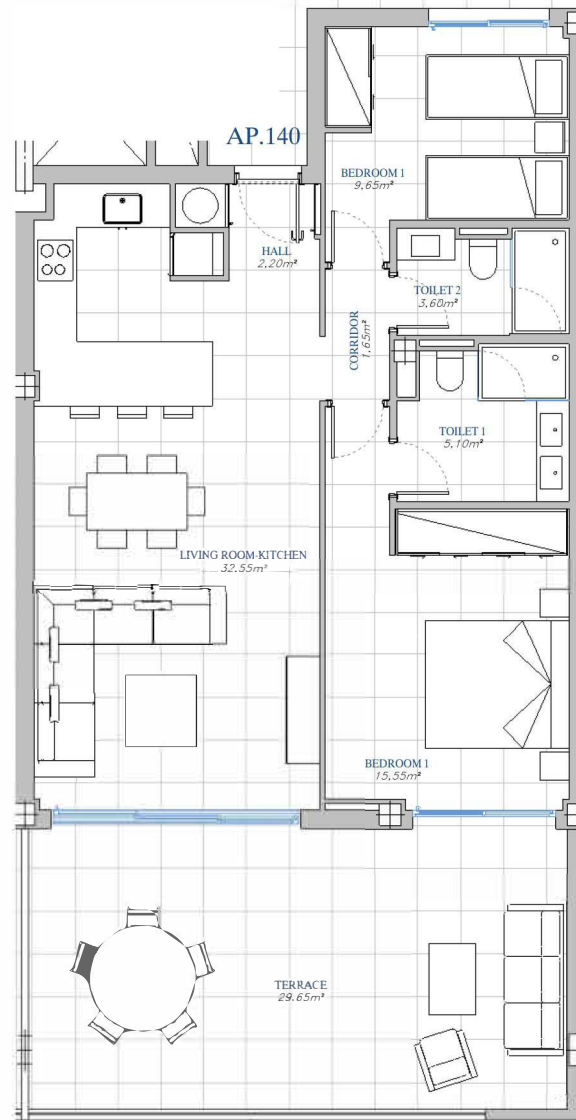 AP.140
BEDROOM 1
9,65m²
HALL
2,20m²
TOILET 2
3,60m²
CORRIDOR
1,65m²
TOILET 1
5,10m²
LIVING ROOM-KITCHEN
32.55m²
BEDROOM 1
15,55m²
TERRACE
29.65m²